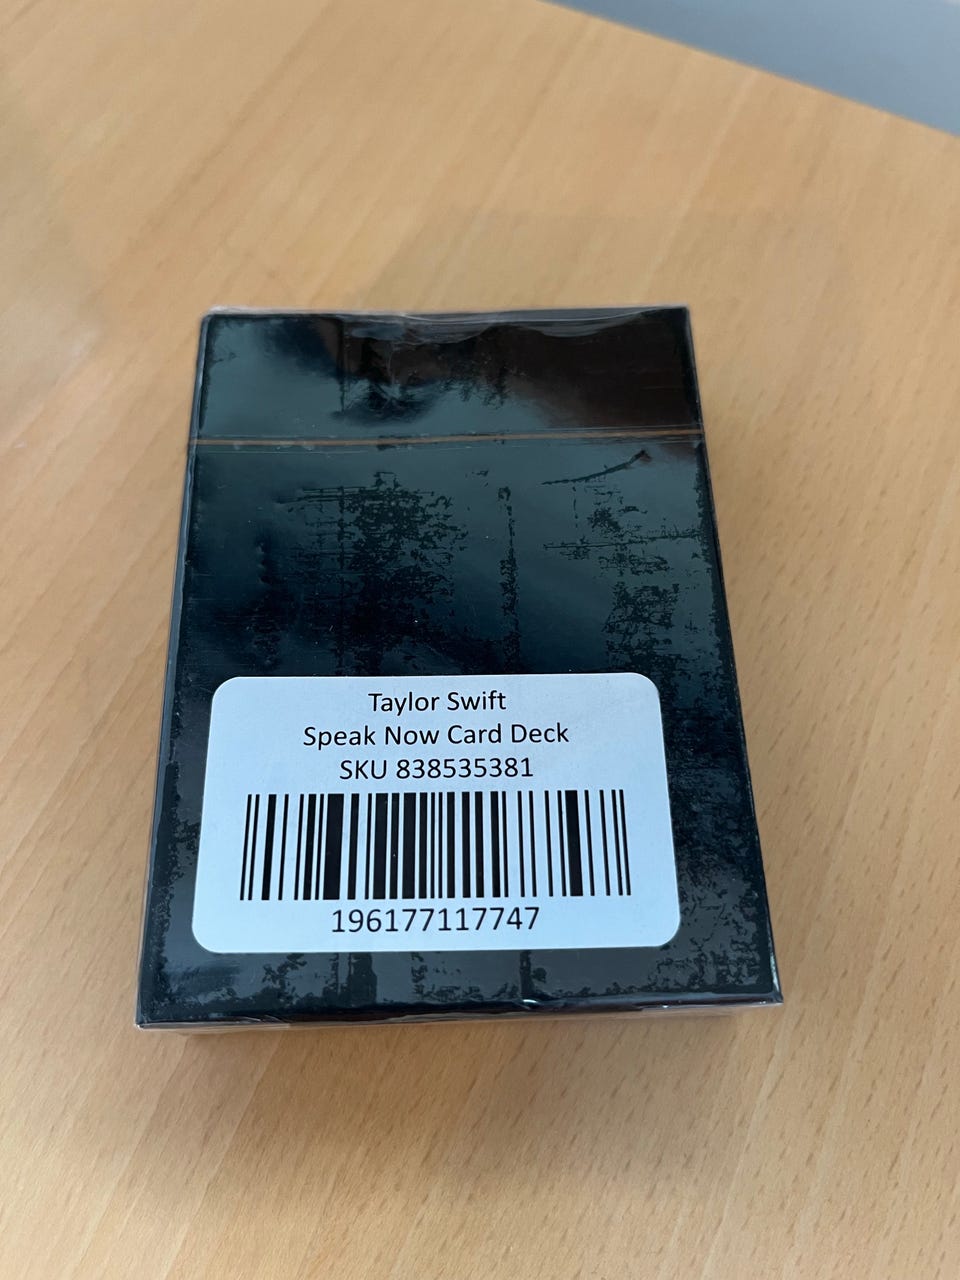 Taylor Swift
Speak Now Card Deck
SKU 838535381
196177117747